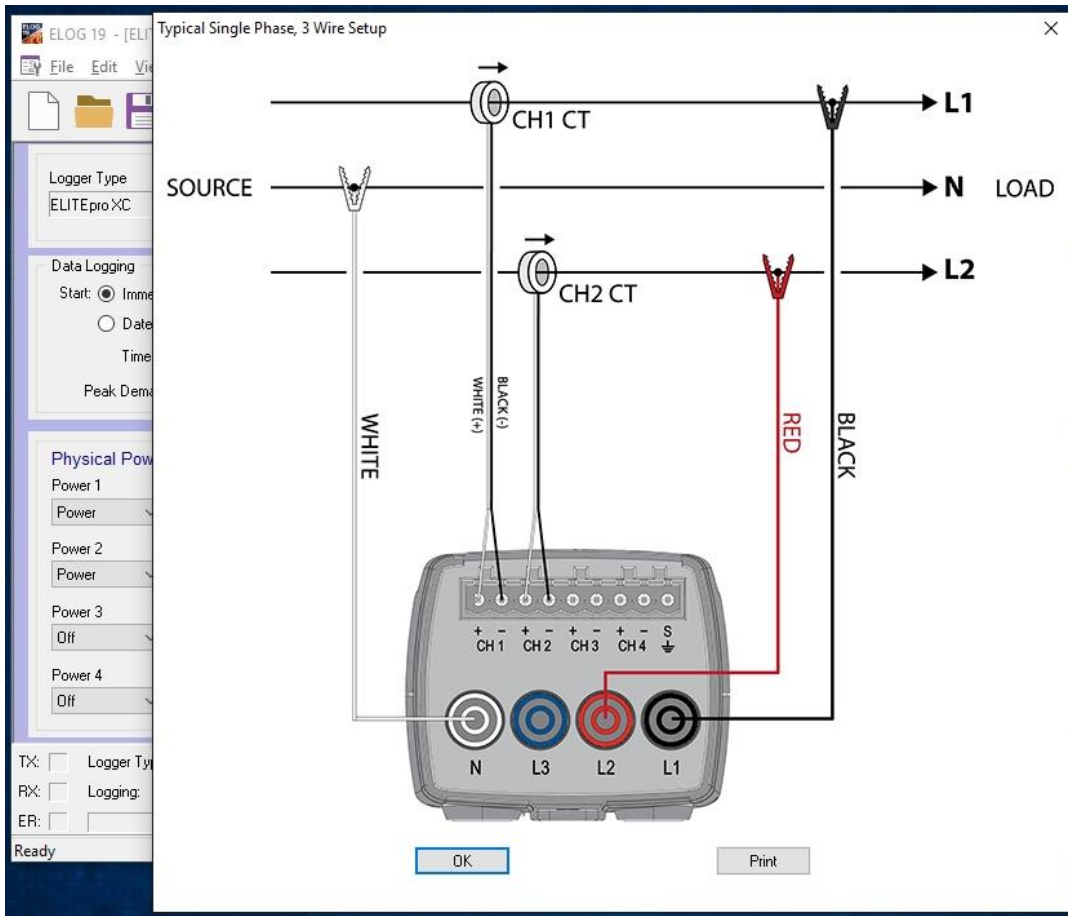 ELOG 19 - [ELI
Typical Single Phase, 3 Wire Setup
File Edit Vie
Logger Type
ELITEpro XC
Data Logging
Start: Imme
Date
Time
Peak Dema
Physical Pow
Power 1
Power
Power 2
Power
Power 3
Off
Power 4
Off
TX: Logger Ty
RX: Logging:
ER:
Ready
CH1 CT
L1
SOURCE
N LOAD
CH2 CT
L2
WHITE (+)
BLACK (-)
WHITE
RED
BLACK
+ - + - + - + - S
CH 1 CH 2 CH 3 CH 4
N L3 L2 L1
OK Print